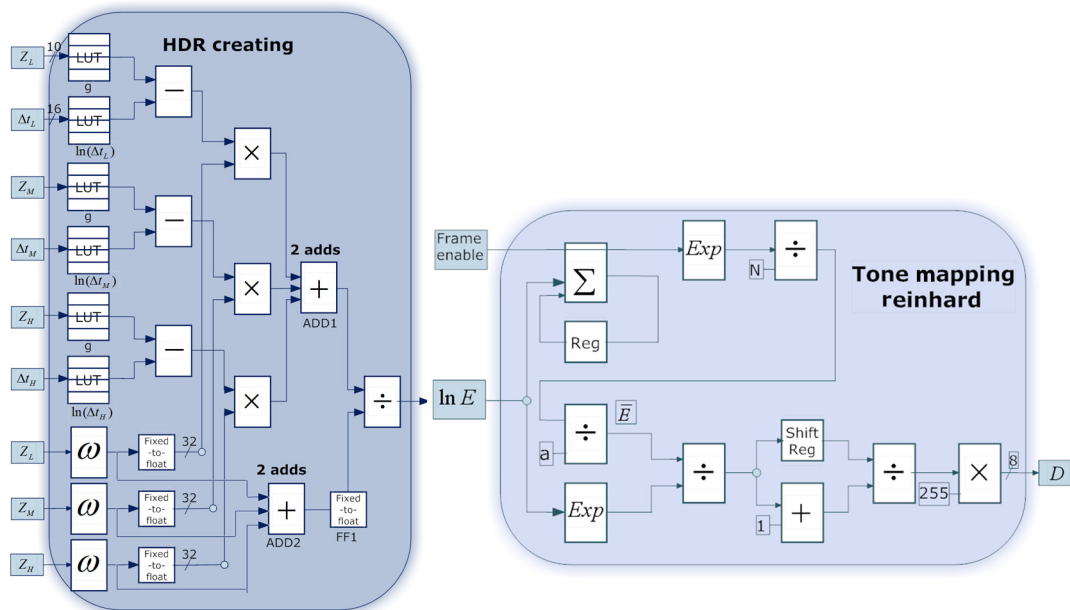 HDR creating
Z_L
10
LUT
g
Δt_L
16
LUT
ln(Δt_L)
−
×
Z_M
LUT
g
Δt_M
LUT
ln(Δt_M)
−
×
2 adds
+
ADD1
Z_H
LUT
g
Δt_H
LUT
ln(Δt_H)
−
×
÷
Z_L
ω
Fixed
-to-
float
32
Z_M
ω
Fixed
-to-
float
32
Z_H
ω
Fixed
-to-
float
32
2 adds
+
ADD2
Fixed
-to-
float
FF1
ln E
Tone mapping
reinhard
Frame
enable
∑
Reg
Exp
÷
N
÷
a
E̅
Exp
÷
Shift
Reg
+
1
÷
255
×
8
D